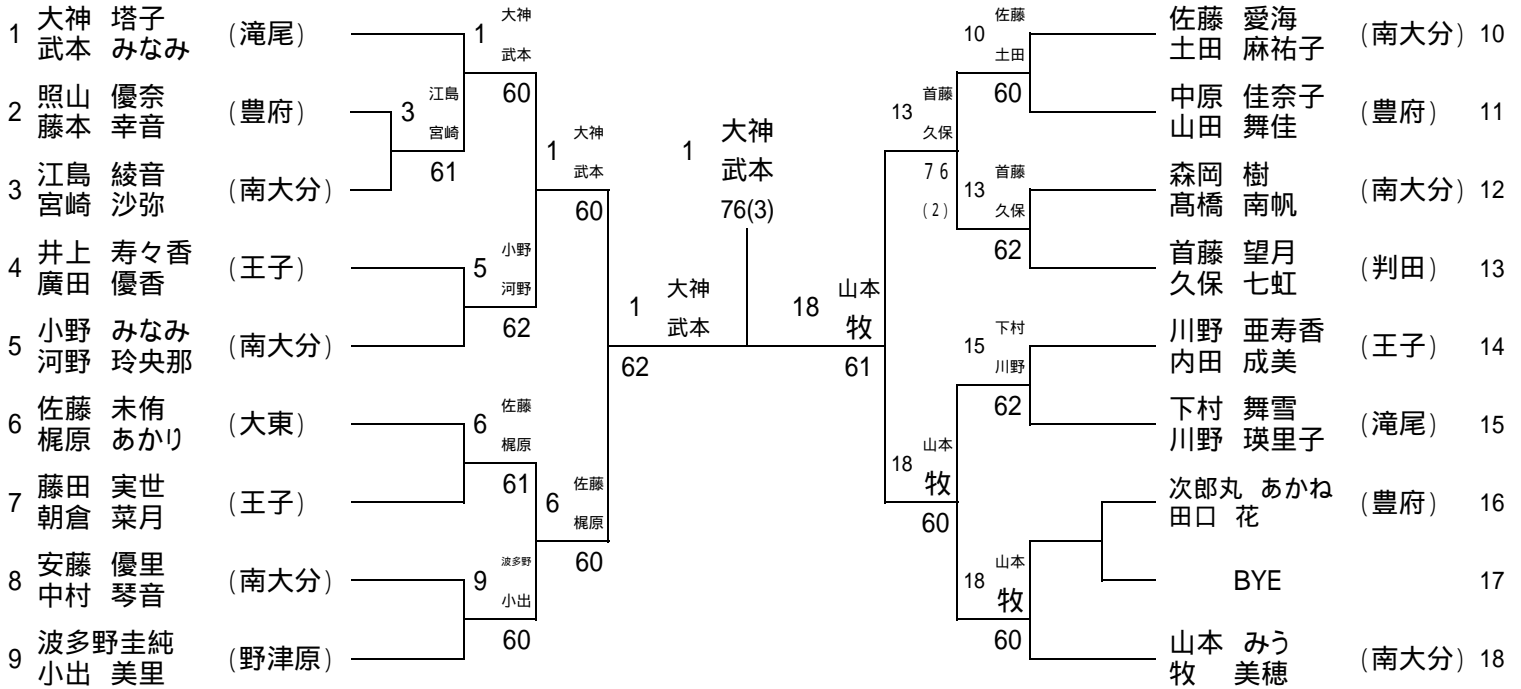 1 大神 塔子
武本 みなみ (滝尾)
2 照山 優奈
藤本 幸音 (豊府)
3 江島 綾音
宮崎 沙弥 (南大分)
4 井上 寿々香
廣田 優香 (王子)
5 小野 みなみ
河野 玲央那 (南大分)
6 佐藤 未侑
梶原 あかり (大東)
7 藤田 実世
朝倉 菜月 (王子)
8 安藤 優里
中村 琴音 (南大分)
9 波多野圭純
小出 美里 (野津原)
3 江島
宮崎
61
1 大神
武本
60
5 小野
河野
62
6 佐藤
梶原
61
9 波多野
小出
60
1 大神
武本
60
6 佐藤
梶原
60
1 大神
武本
62
1 大神
武本
76(3)
18 山本
牧
61
13 首藤
久保
76
(2)
18 山本
牧
60
10 佐藤
土田
60
13 首藤
久保
62
15 下村
川野
62
18 山本
牧
60
佐藤 愛海
土田 麻祐子 (南大分) 10
中原 佳奈子
山田 舞佳 (豊府) 11
森岡 樹
髙橋 南帆 (南大分) 12
首藤 望月
久保 七虹 (判田) 13
川野 亜寿香
内田 成美 (王子) 14
下村 舞雪
川野 瑛里子 (滝尾) 15
次郎丸 あかね
田口 花 (豊府) 16
BYE 17
山本 みう
牧 美穂 (南大分) 18